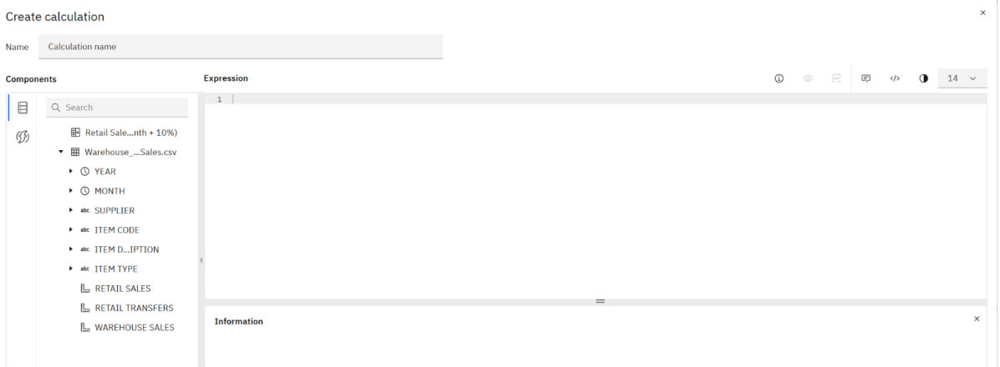 Create calculation
Name
Calculation name
Components
Expression
14
1
Search
Retail Sale...nth + 10%)
Warehouse_...Sales.csv
YEAR
MONTH
abc SUPPLIER
abc ITEM CODE
abc ITEM D...IPTION
abc ITEM TYPE
RETAIL SALES
RETAIL TRANSFERS
WAREHOUSE SALES
Information